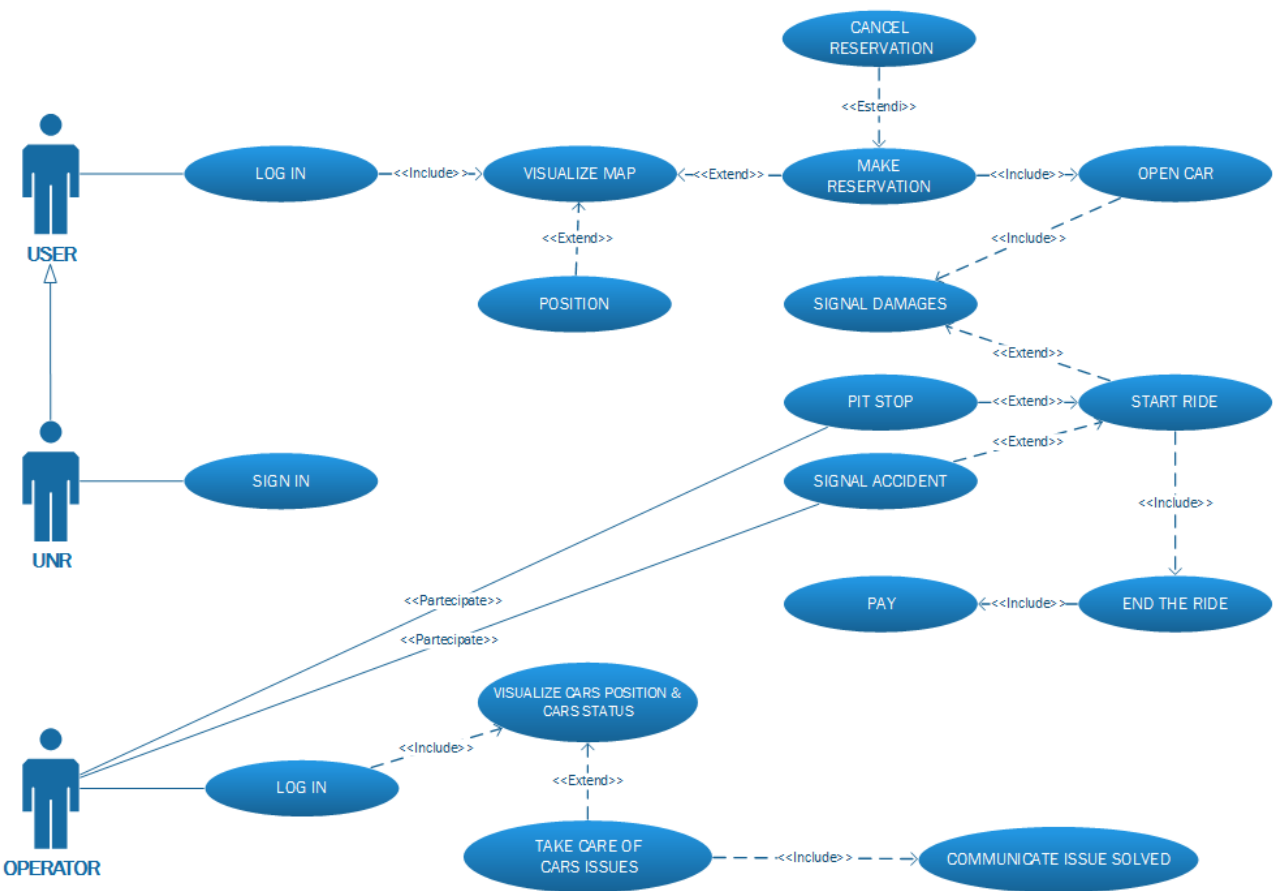 CANCEL
RESERVATION
<<Estendi>>
LOG IN
<<Include>>
VISUALIZE MAP
<<Extend>>
MAKE
RESERVATION
<<Include>>
OPEN CAR
USER
<<Extend>>
<<Include>>
POSITION
SIGNAL DAMAGES
<<Extend>>
PIT STOP
<<Extend>>
START RIDE
<<Extend>>
SIGN IN
SIGNAL ACCIDENT
<<Include>>
UNR
<<Partecipate>>
PAY
<<Include>>
END THE RIDE
<<Partecipate>>
VISUALIZE CARS POSITION &
CARS STATUS
<<Include>>
LOG IN
<<Extend>>
OPERATOR
TAKE CARE OF
CARS ISSUES
<<Include>>
COMMUNICATE ISSUE SOLVED